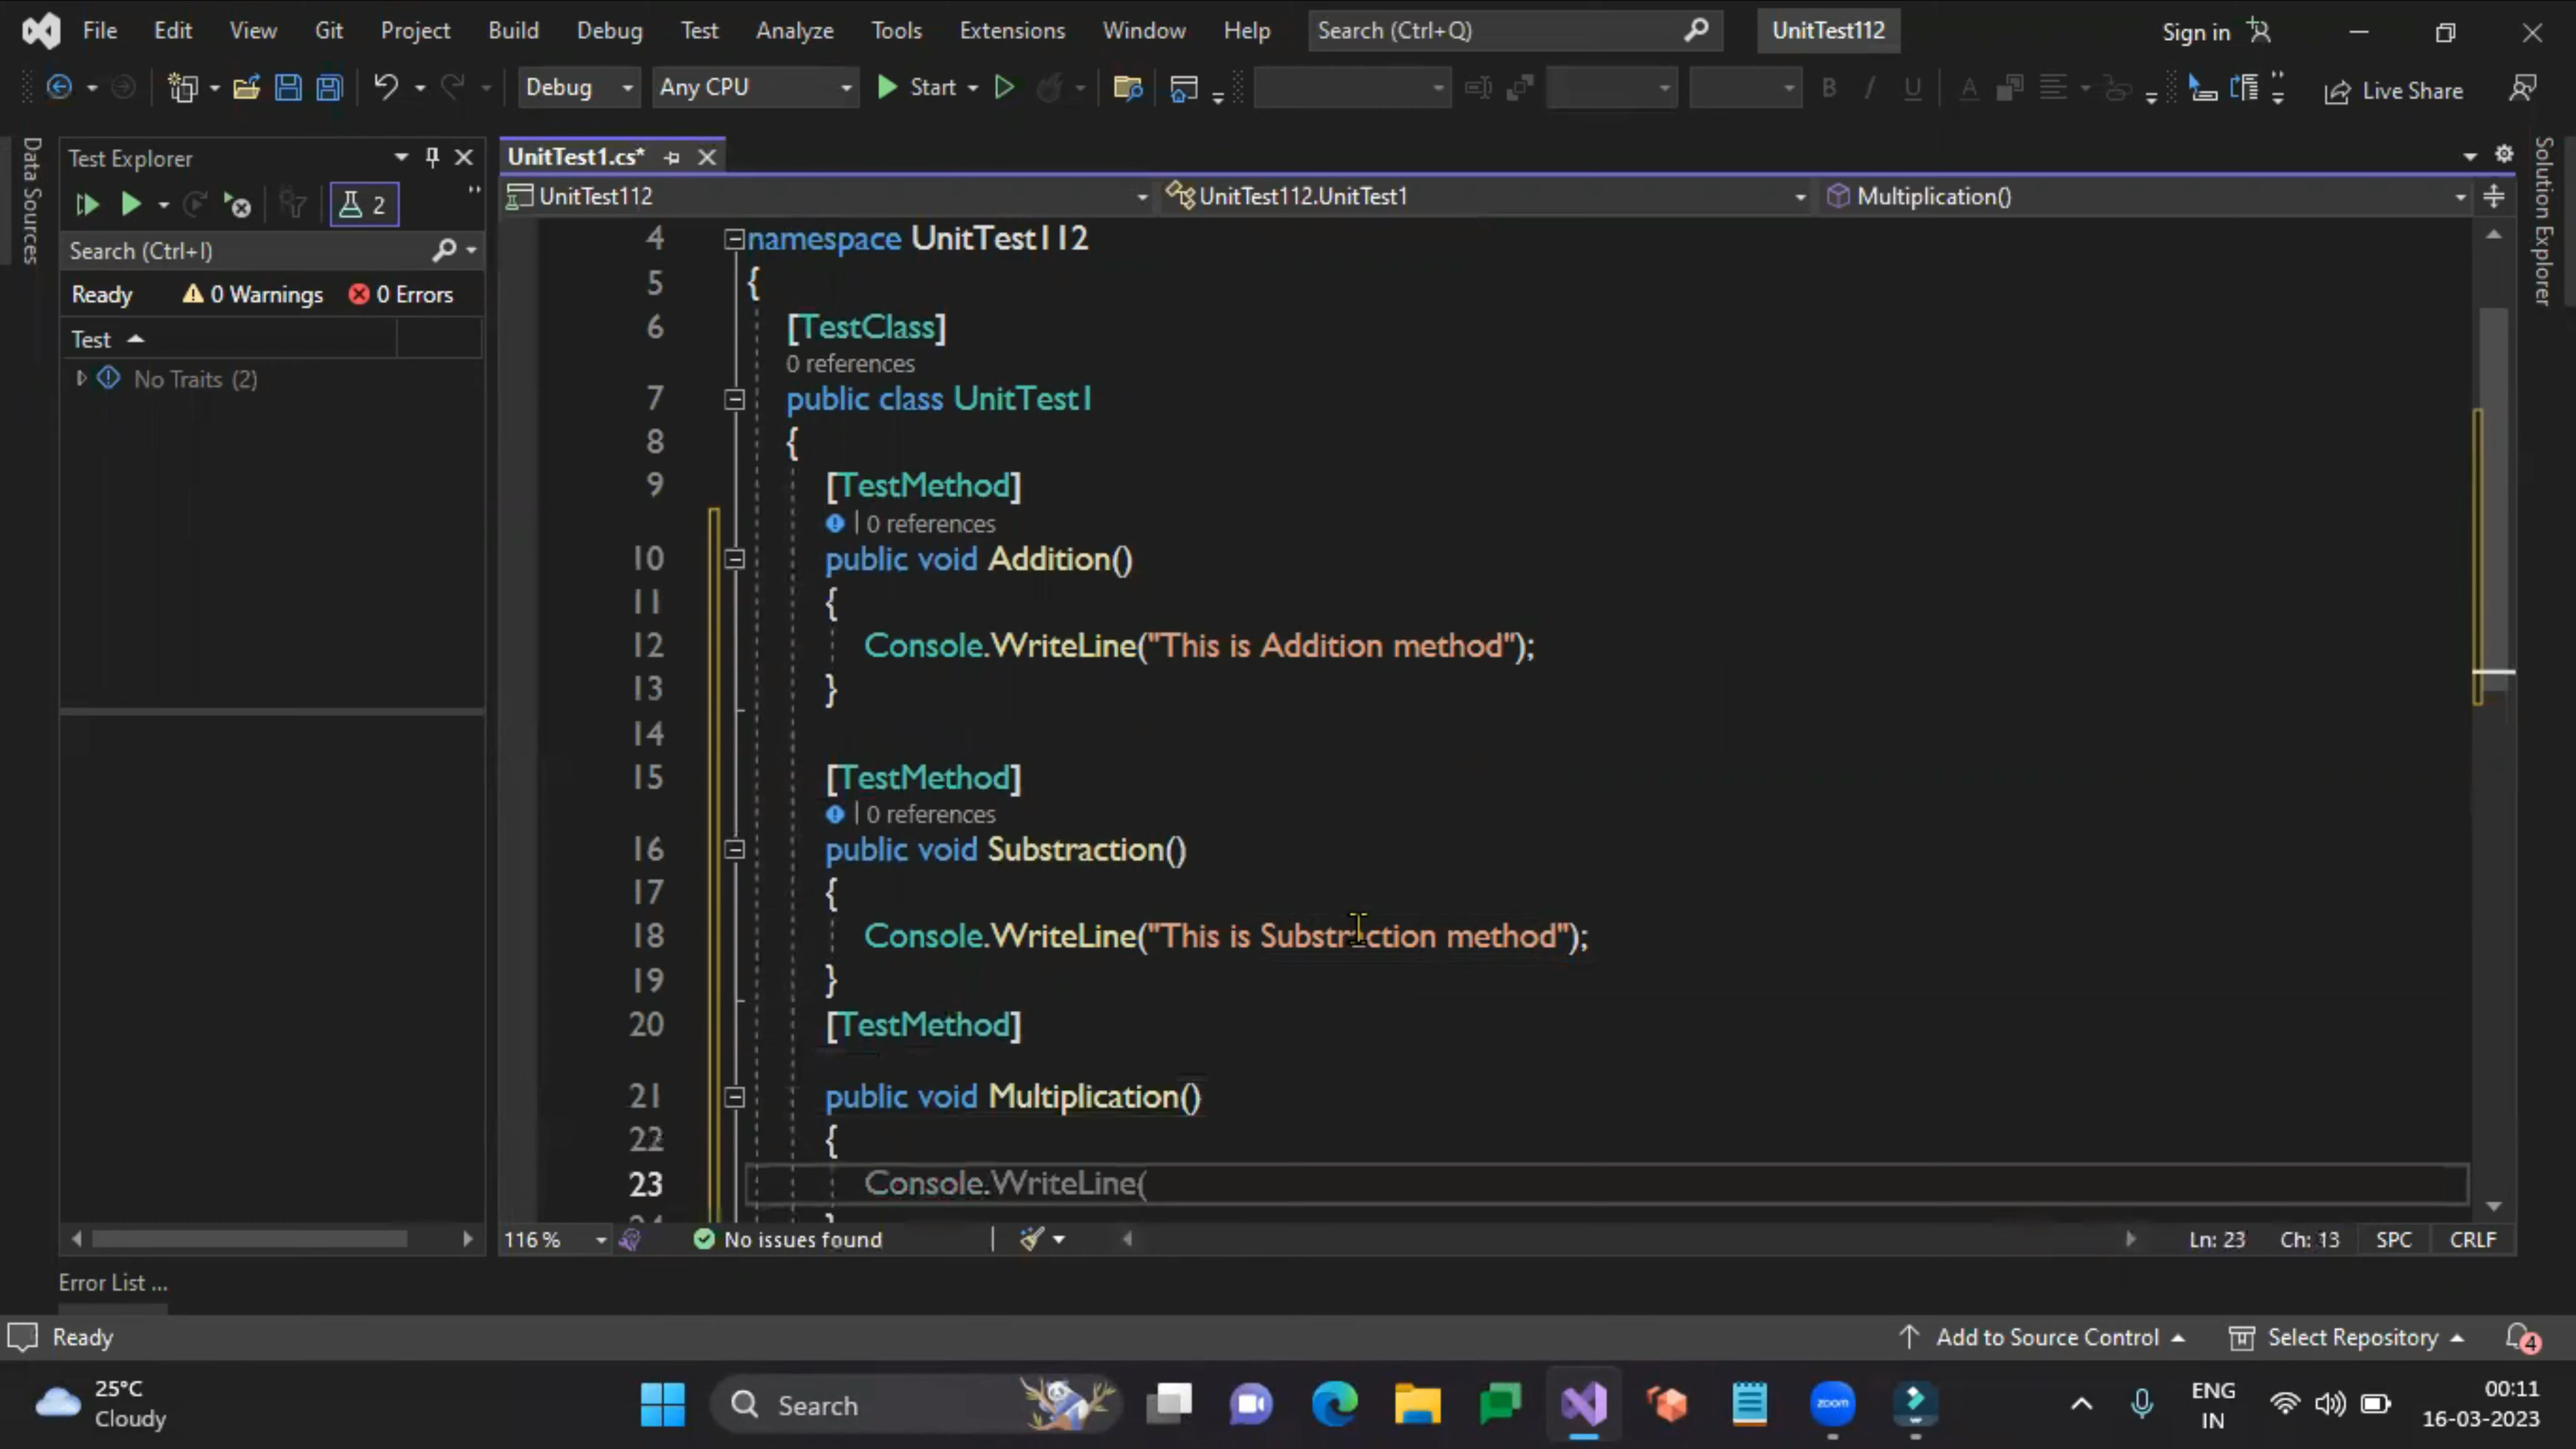 File Edit View Git Project Build Debug Test Analyze Tools Extensions Window Help Search (Ctrl+Q) UnitTest112 Sign in
Debug Any CPU Start Live Share
Data Sources
Test Explorer
2
Search (Ctrl+I)
Ready 0 Warnings 0 Errors
Test
No Traits (2)
UnitTest1.cs*
UnitTest112 UnitTest112.UnitTest1 Multiplication()
4 namespace UnitTest112
5 {
6 [TestClass]
0 references
7 public class UnitTest1
8 {
9 [TestMethod]
| 0 references
10 public void Addition()
11 {
12 Console.WriteLine("This is Addition method");
13 }
14
15 [TestMethod]
| 0 references
16 public void Substraction()
17 {
18 Console.WriteLine("This is Substraction method");
19 }
20 [TestMethod]
21 public void Multiplication()
22 {
23 Console.WriteLine(
24 }
Solution Explorer
116 % No issues found Ln: 23 Ch: 13 SPC CRLF
Error List ...
Ready Add to Source Control Select Repository 4
25°C
Cloudy
Search
zoom
ENG
IN
00:11
16-03-2023